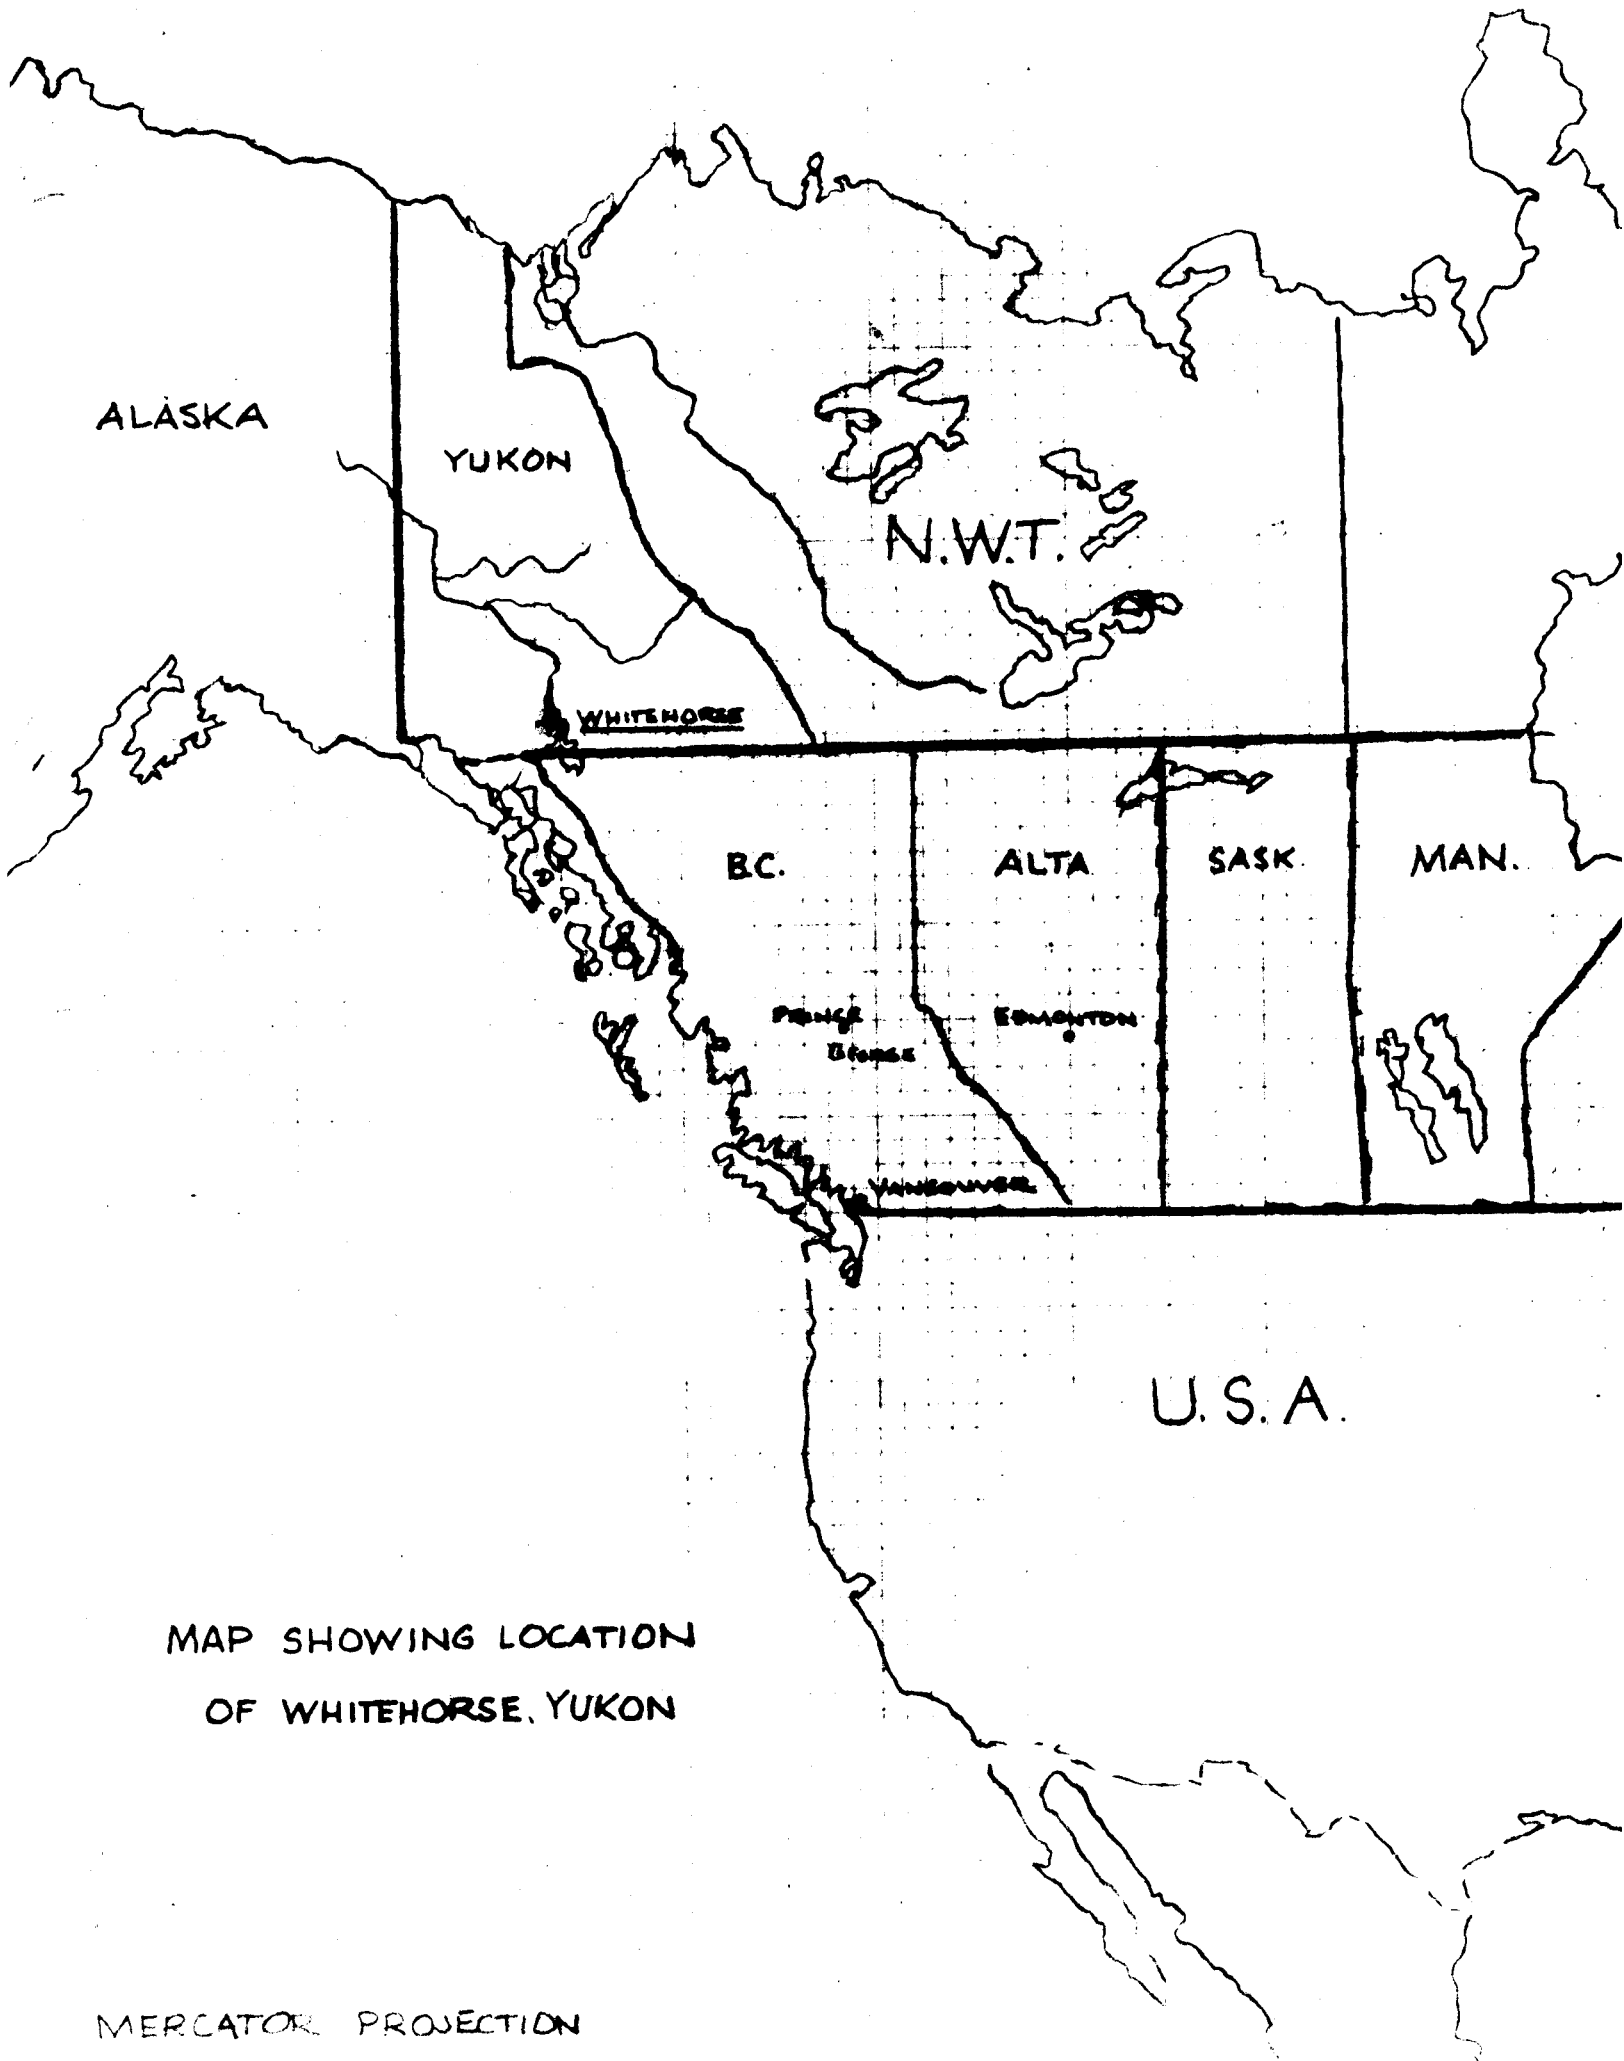 ALASKA
YUKON
N.W.T.
WHITEHORSE
B.C.
ALTA
SASK.
MAN.
PRINCE
GEORGE
EDMONTON
VANCOUVER
U.S.A.
MAP SHOWING LOCATION
OF WHITEHORSE, YUKON
MERCATOR PROJECTION